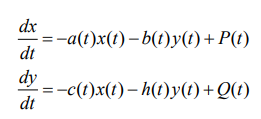 dx/dt = -a(t)x(t) - b(t)y(t) + P(t)
dy/dt = -c(t)x(t) - h(t)y(t) + Q(t)